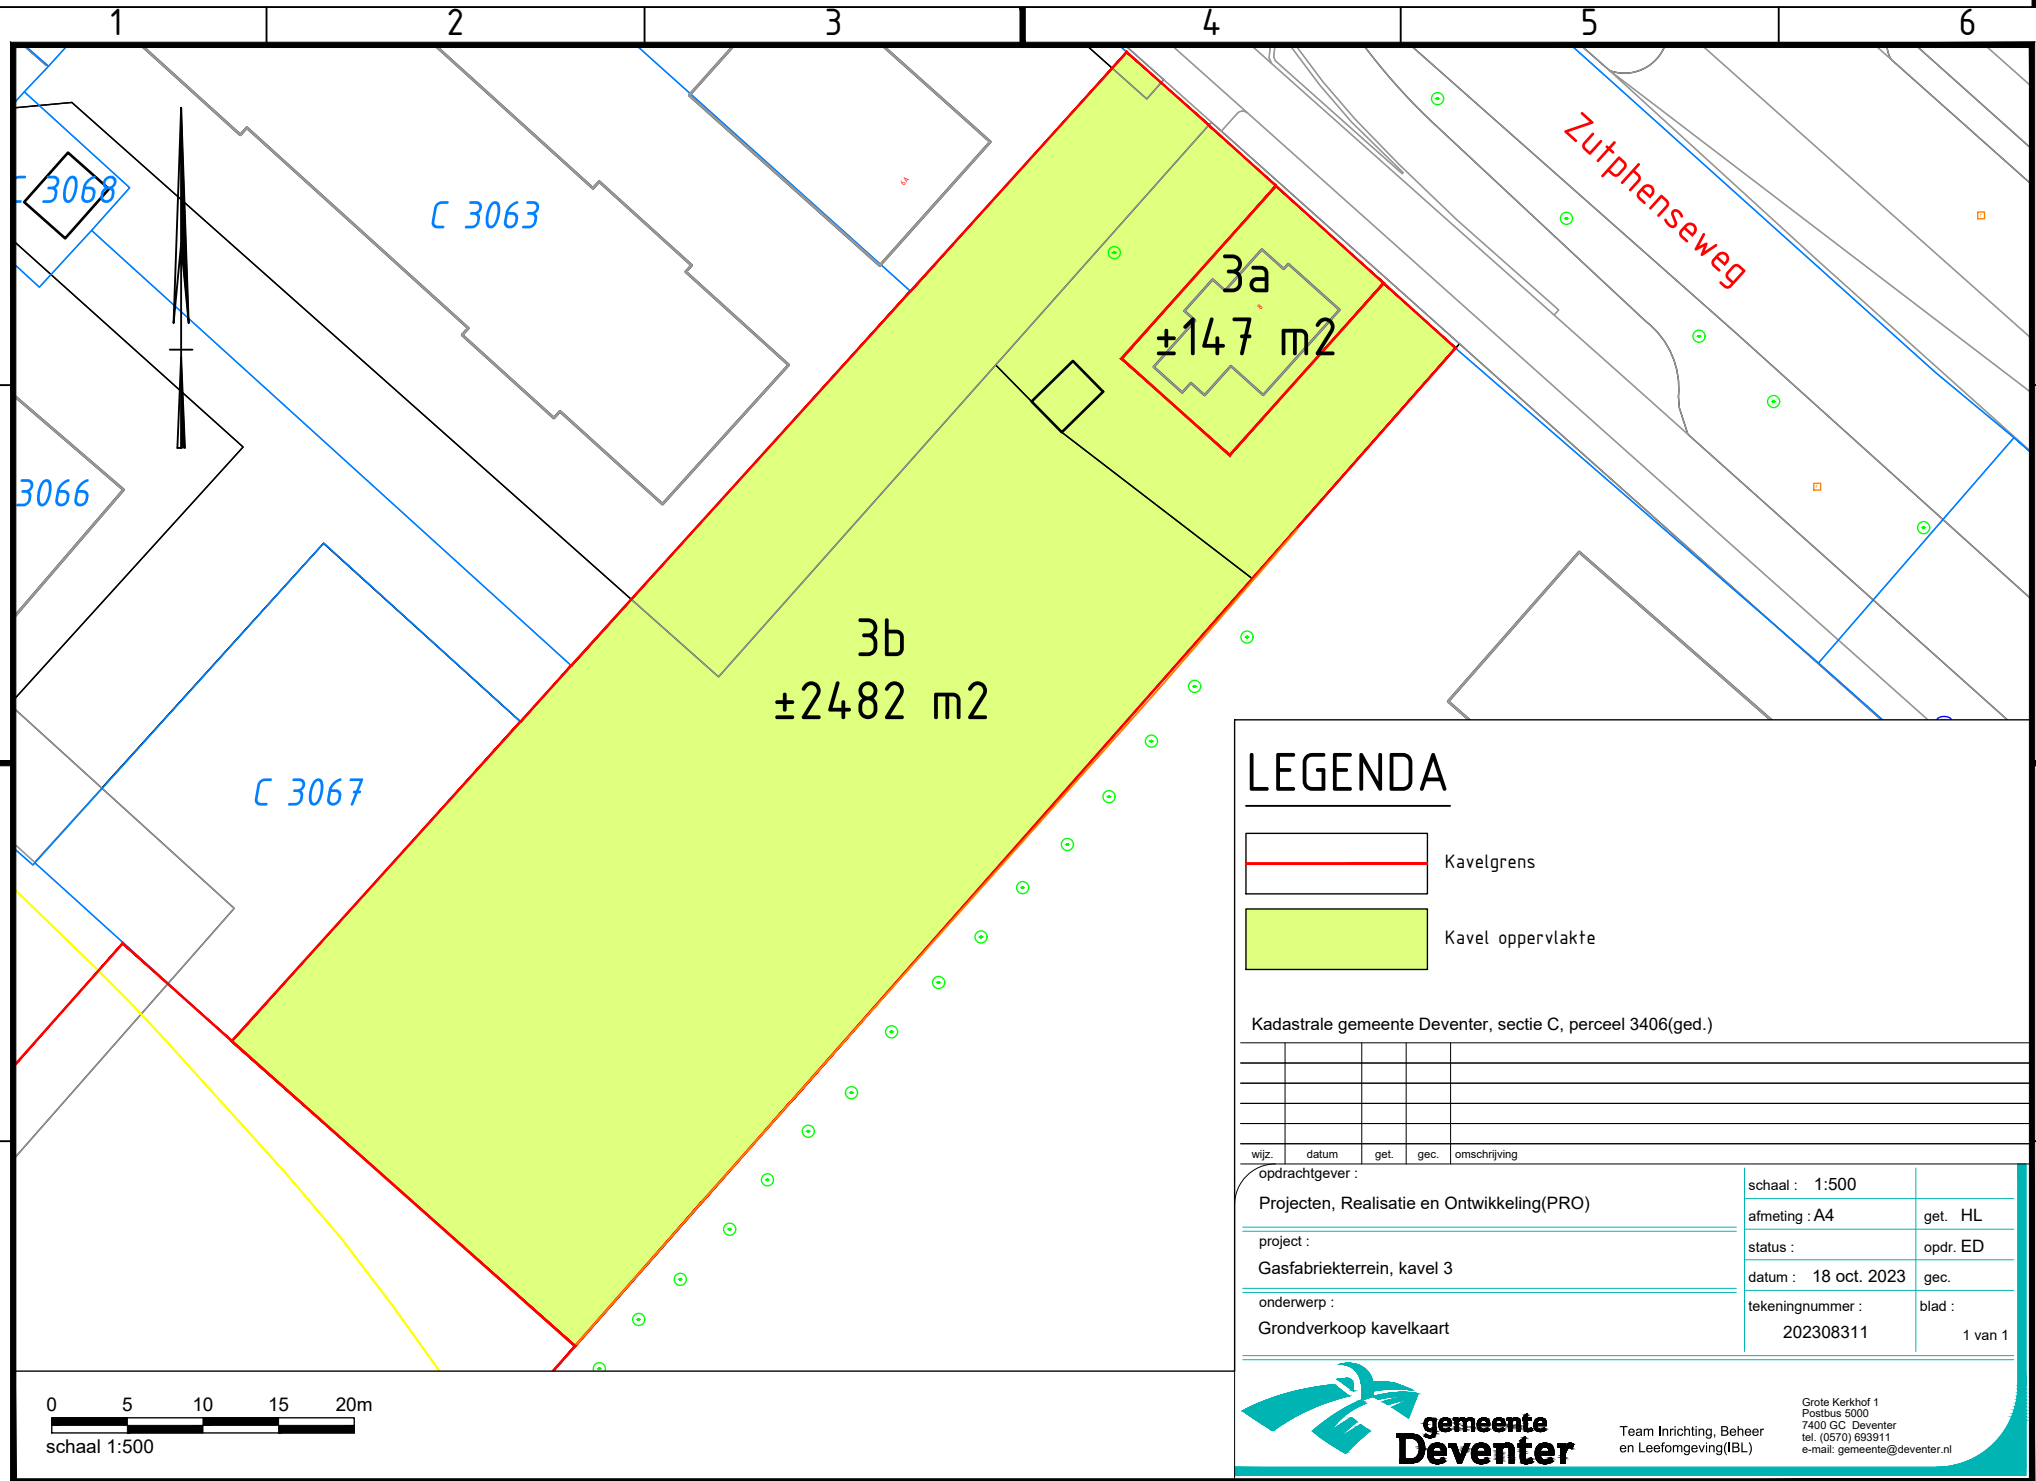 1 2 3 4 5 6
C 3068
C 3063
6A
Zutphenseweg
3a
±147 m2
8
3066
3b
±2482 m2
C 3067
LEGENDA
Kavelgrens
Kavel oppervlakte
Kadastrale gemeente Deventer, sectie C, perceel 3406(ged.)
wijz. datum get. gec. omschrijving
opdrachtgever :
Projecten, Realisatie en Ontwikkeling(PRO)
project :
Gasfabriekterrein, kavel 3
onderwerp :
Grondverkoop kavelkaart
schaal : 1:500
afmeting : A4 get. HL
status : opdr. ED
datum : 18 oct. 2023 gec.
tekeningnummer : blad :
202308311 1 van 1
0 5 10 15 20m
schaal 1:500
gemeente
Deventer
Team Inrichting, Beheer
en Leefomgeving(IBL)
Grote Kerkhof 1
Postbus 5000
7400 GC Deventer
tel. (0570) 693911
e-mail: gemeente@deventer.nl